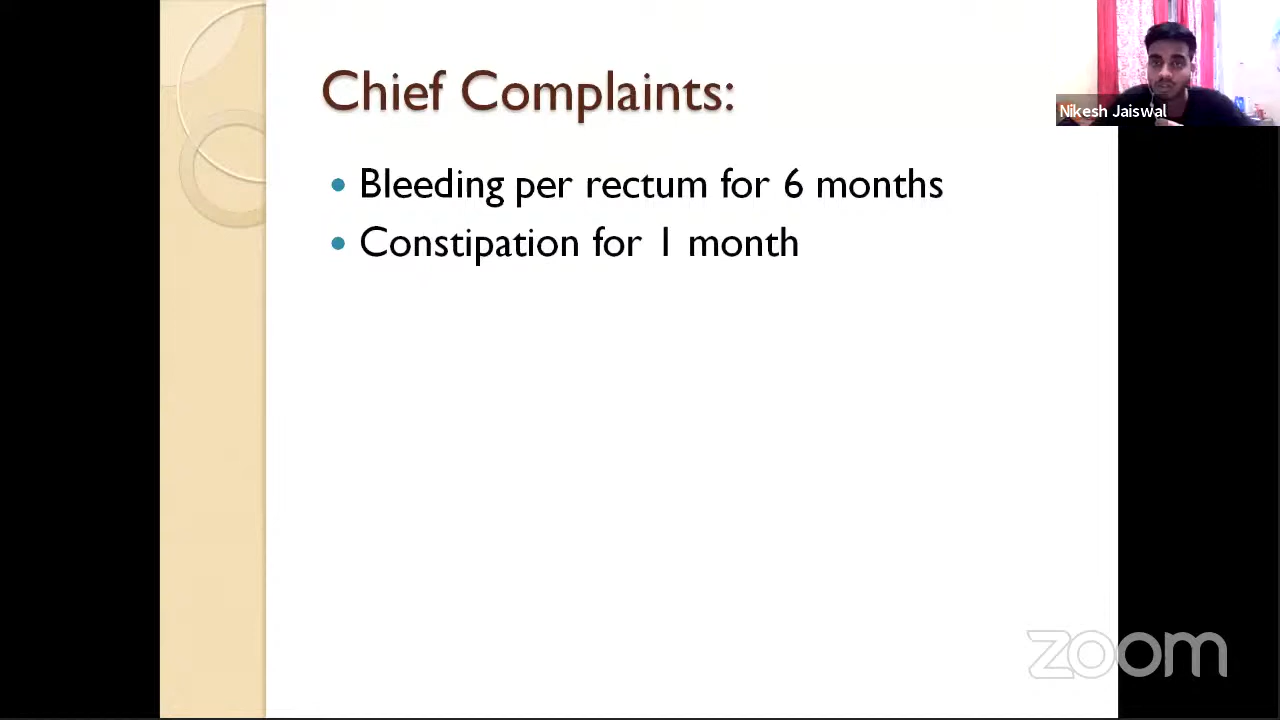 Chief Complaints:
Nikesh Jaiswal
• Bleeding per rectum for 6 months
• Constipation for 1 month
zoom